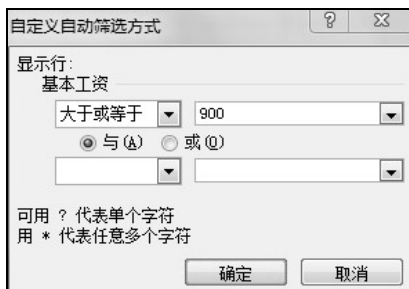 自定义自动筛选方式
显示行:
基本工资
大于或等于 900
与(A) 或(O)
可用 ? 代表单个字符
用 * 代表任意多个字符
确定 取消